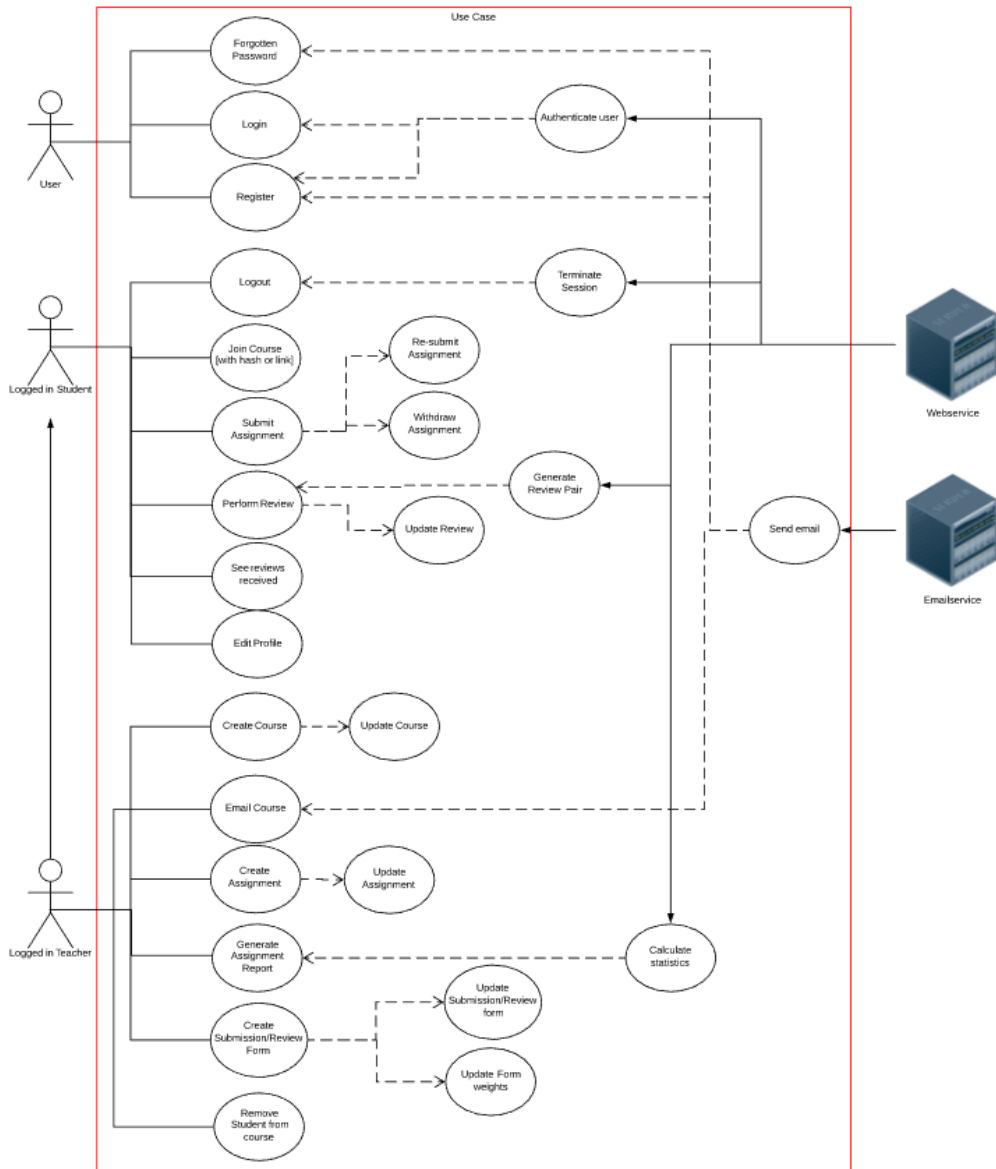 Use Case
Forgotten
Password
Login
Authenticate user
User
Register
Logout
Terminate
Session
Join Course
[with hash or link]
Re-submit
Assignment
Logged in Student
Submit
Assignment
Withdraw
Assignment
Webservice
Perform Review
Generate
Review Pair
Update Review
Send email
See reviews
received
Emailservice
Edit Profile
Create Course
Update Course
Email Course
Create
Assignment
Update
Assignment
Logged in Teacher
Generate
Assignment
Report
Calculate
statistics
Create
Submission/Review
Form
Update
Submission/Review
form
Update Form
weights
Remove
Student from
course